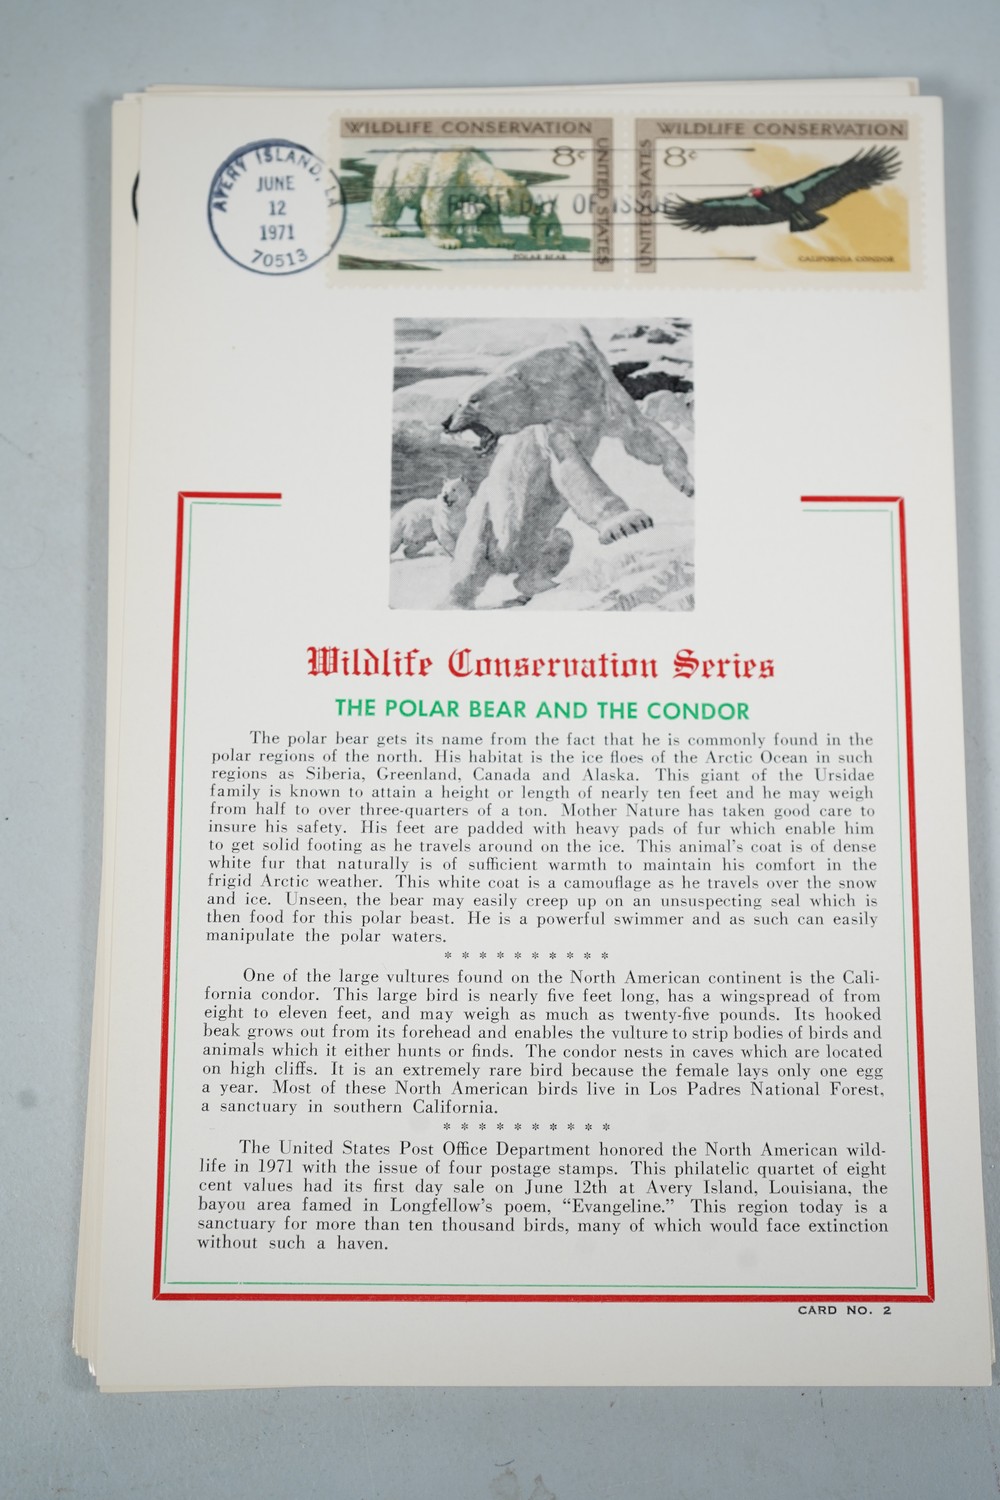 AVERY ISLAND, LA
JUNE
12
1971
70513
WILDLIFE CONSERVATION
8c
UNITED STATES
POLAR BEAR
WILDLIFE CONSERVATION
8c
UNITED STATES
CALIFORNIA CONDOR
FIRST DAY OF ISSUE
Wildlife Conservation Series
THE POLAR BEAR AND THE CONDOR
The polar bear gets its name from the fact that he is commonly found in the
polar regions of the north. His habitat is the ice floes of the Arctic Ocean in such
regions as Siberia, Greenland, Canada and Alaska. This giant of the Ursidae
family is known to attain a height or length of nearly ten feet and he may weigh
from half to over three-quarters of a ton. Mother Nature has taken good care to
insure his safety. His feet are padded with heavy pads of fur which enable him
to get solid footing as he travels around on the ice. This animal's coat is of dense
white fur that naturally is of sufficient warmth to maintain his comfort in the
frigid Arctic weather. This white coat is a camouflage as he travels over the snow
and ice. Unseen, the bear may easily creep up on an unsuspecting seal which is
then food for this polar beast. He is a powerful swimmer and as such can easily
manipulate the polar waters.
* * * * * * * * * *
One of the large vultures found on the North American continent is the Cali-
fornia condor. This large bird is nearly five feet long, has a wingspread of from
eight to eleven feet, and may weigh as much as twenty-five pounds. Its hooked
beak grows out from its forehead and enables the vulture to strip bodies of birds and
animals which it either hunts or finds. The condor nests in caves which are located
on high cliffs. It is an extremely rare bird because the female lays only one egg
a year. Most of these North American birds live in Los Padres National Forest,
a sanctuary in southern California.
* * * * * * * * * *
The United States Post Office Department honored the North American wild-
life in 1971 with the issue of four postage stamps. This philatelic quartet of eight
cent values had its first day sale on June 12th at Avery Island, Louisiana, the
bayou area famed in Longfellow's poem, "Evangeline." This region today is a
sanctuary for more than ten thousand birds, many of which would face extinction
without such a haven.
CARD NO. 2